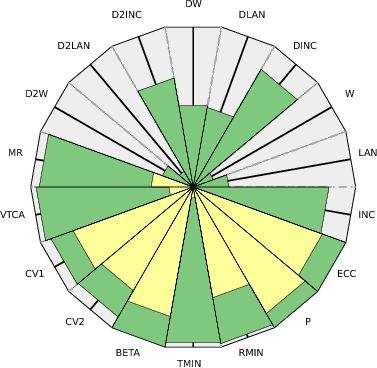 DW
D2INC
DLAN
D2LAN
DINC
D2W
W
MR
LAN
VTCA
INC
CV1
ECC
CV2
P
BETA
RMIN
TMIN